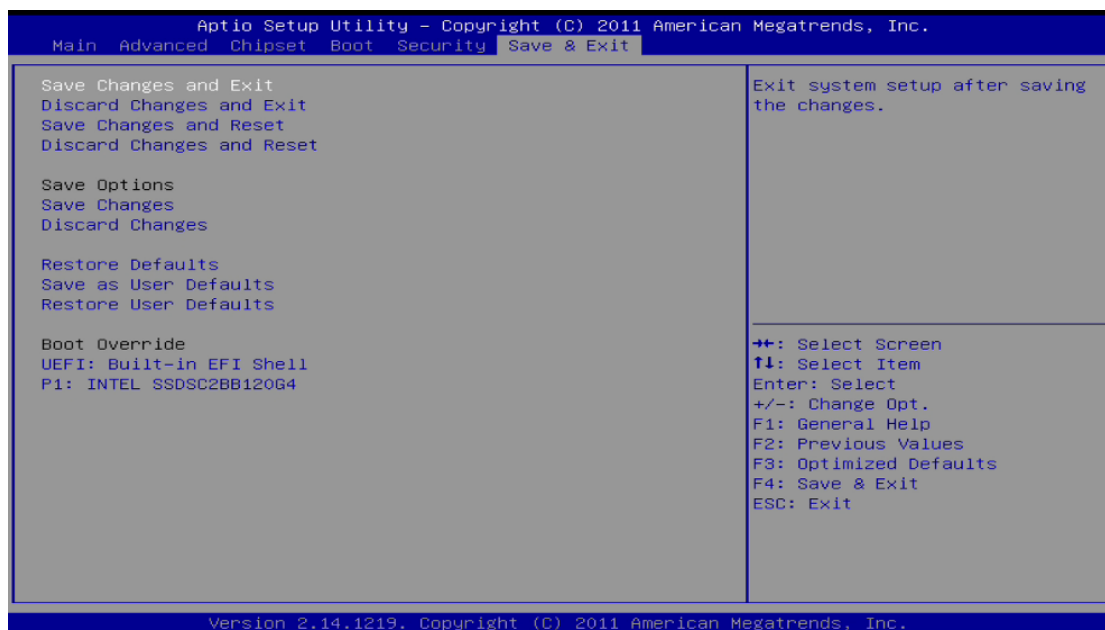 Aptio Setup Utility – Copyright (C) 2011 American Megatrends, Inc.
Main Advanced Chipset Boot Security Save & Exit
Save Changes and Exit
Discard Changes and Exit
Save Changes and Reset
Discard Changes and Reset
Save Options
Save Changes
Discard Changes
Restore Defaults
Save as User Defaults
Restore User Defaults
Boot Override
UEFI: Built-in EFI Shell
P1: INTEL SSDSC2BB120G4
Exit system setup after saving
the changes.
→←: Select Screen
↑↓: Select Item
Enter: Select
+/-: Change Opt.
F1: General Help
F2: Previous Values
F3: Optimized Defaults
F4: Save & Exit
ESC: Exit
Version 2.14.1219. Copyright (C) 2011 American Megatrends, Inc.